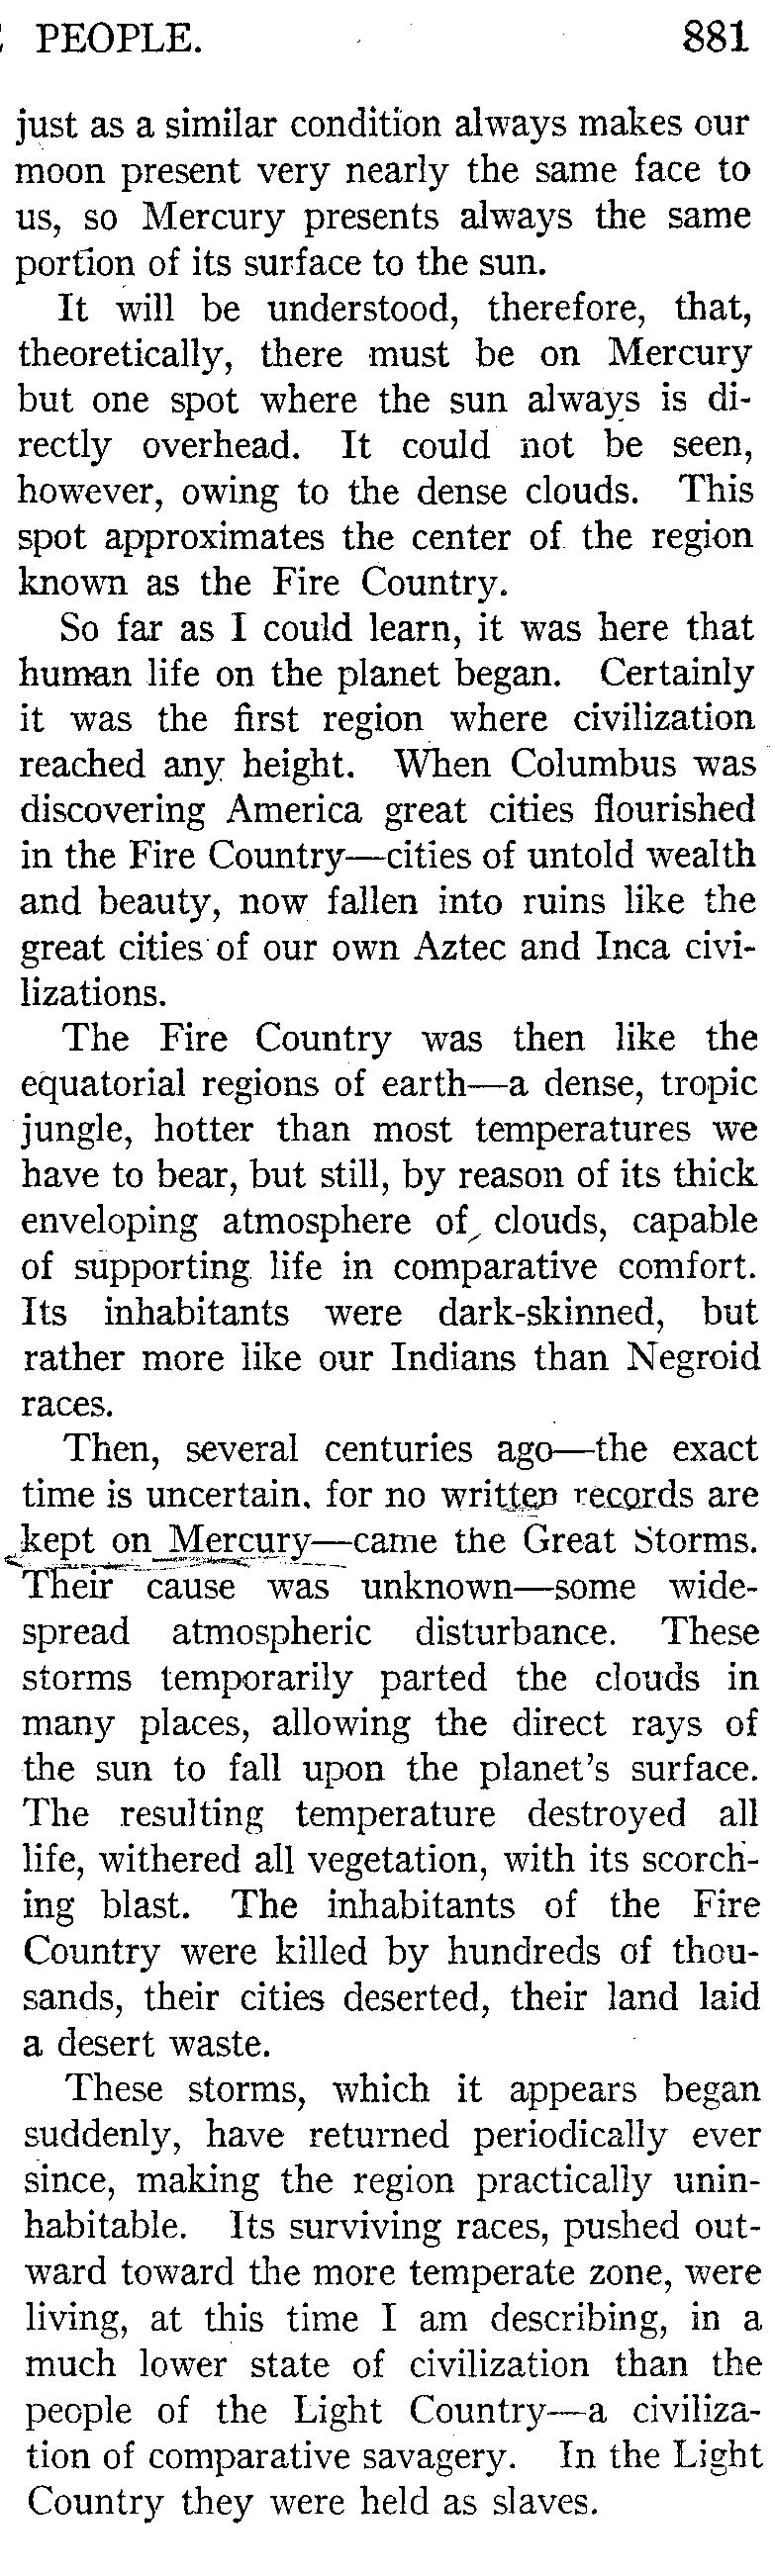 PEOPLE. 881
just as a similar condition always makes our
moon present very nearly the same face to
us, so Mercury presents always the same
portion of its surface to the sun.
It will be understood, therefore, that,
theoretically, there must be on Mercury
but one spot where the sun always is di-
rectly overhead. It could not be seen,
however, owing to the dense clouds. This
spot approximates the center of the region
known as the Fire Country.
So far as I could learn, it was here that
human life on the planet began. Certainly
it was the first region where civilization
reached any height. When Columbus was
discovering America great cities flourished
in the Fire Country—cities of untold wealth
and beauty, now fallen into ruins like the
great cities of our own Aztec and Inca civi-
lizations.
The Fire Country was then like the
equatorial regions of earth—a dense, tropic
jungle, hotter than most temperatures we
have to bear, but still, by reason of its thick
enveloping atmosphere of clouds, capable
of supporting life in comparative comfort.
Its inhabitants were dark-skinned, but
rather more like our Indians than Negroid
races.
Then, several centuries ago—the exact
time is uncertain, for no written records are
kept on Mercury—came the Great Storms.
Their cause was unknown—some wide-
spread atmospheric disturbance. These
storms temporarily parted the clouds in
many places, allowing the direct rays of
the sun to fall upon the planet's surface.
The resulting temperature destroyed all
life, withered all vegetation, with its scorch-
ing blast. The inhabitants of the Fire
Country were killed by hundreds of thou-
sands, their cities deserted, their land laid
a desert waste.
These storms, which it appears began
suddenly, have returned periodically ever
since, making the region practically unin-
habitable. Its surviving races, pushed out-
ward toward the more temperate zone, were
living, at this time I am describing, in a
much lower state of civilization than the
people of the Light Country—a civiliza-
tion of comparative savagery. In the Light
Country they were held as slaves.